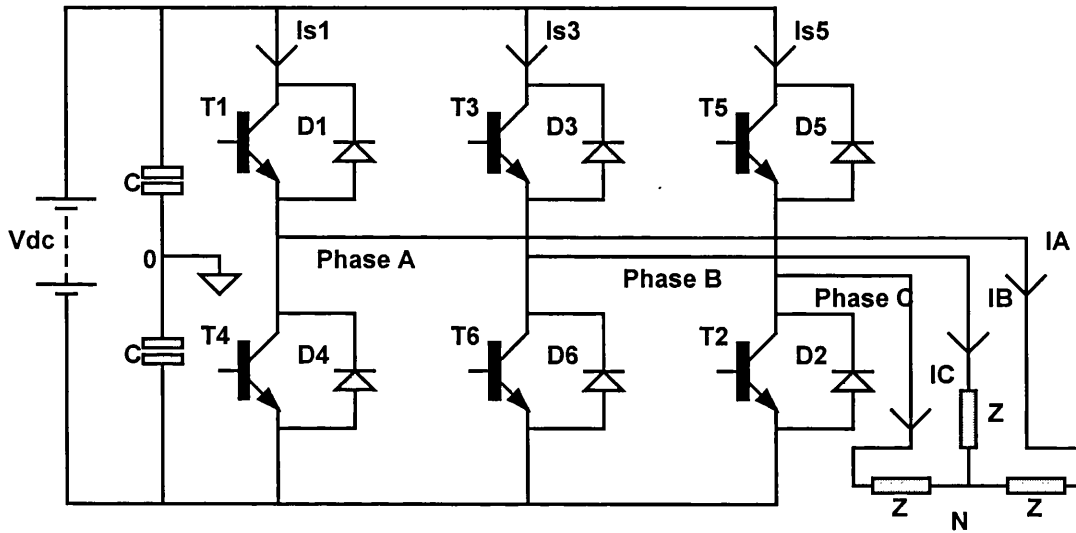 Is1
Is3
Is5
T1
D1
T3
D3
T5
D5
C
Vdc
0
Phase A
Phase B
Phase C
IA
IB
IC
C
T4
D4
T6
D6
T2
D2
Z
Z
N
Z